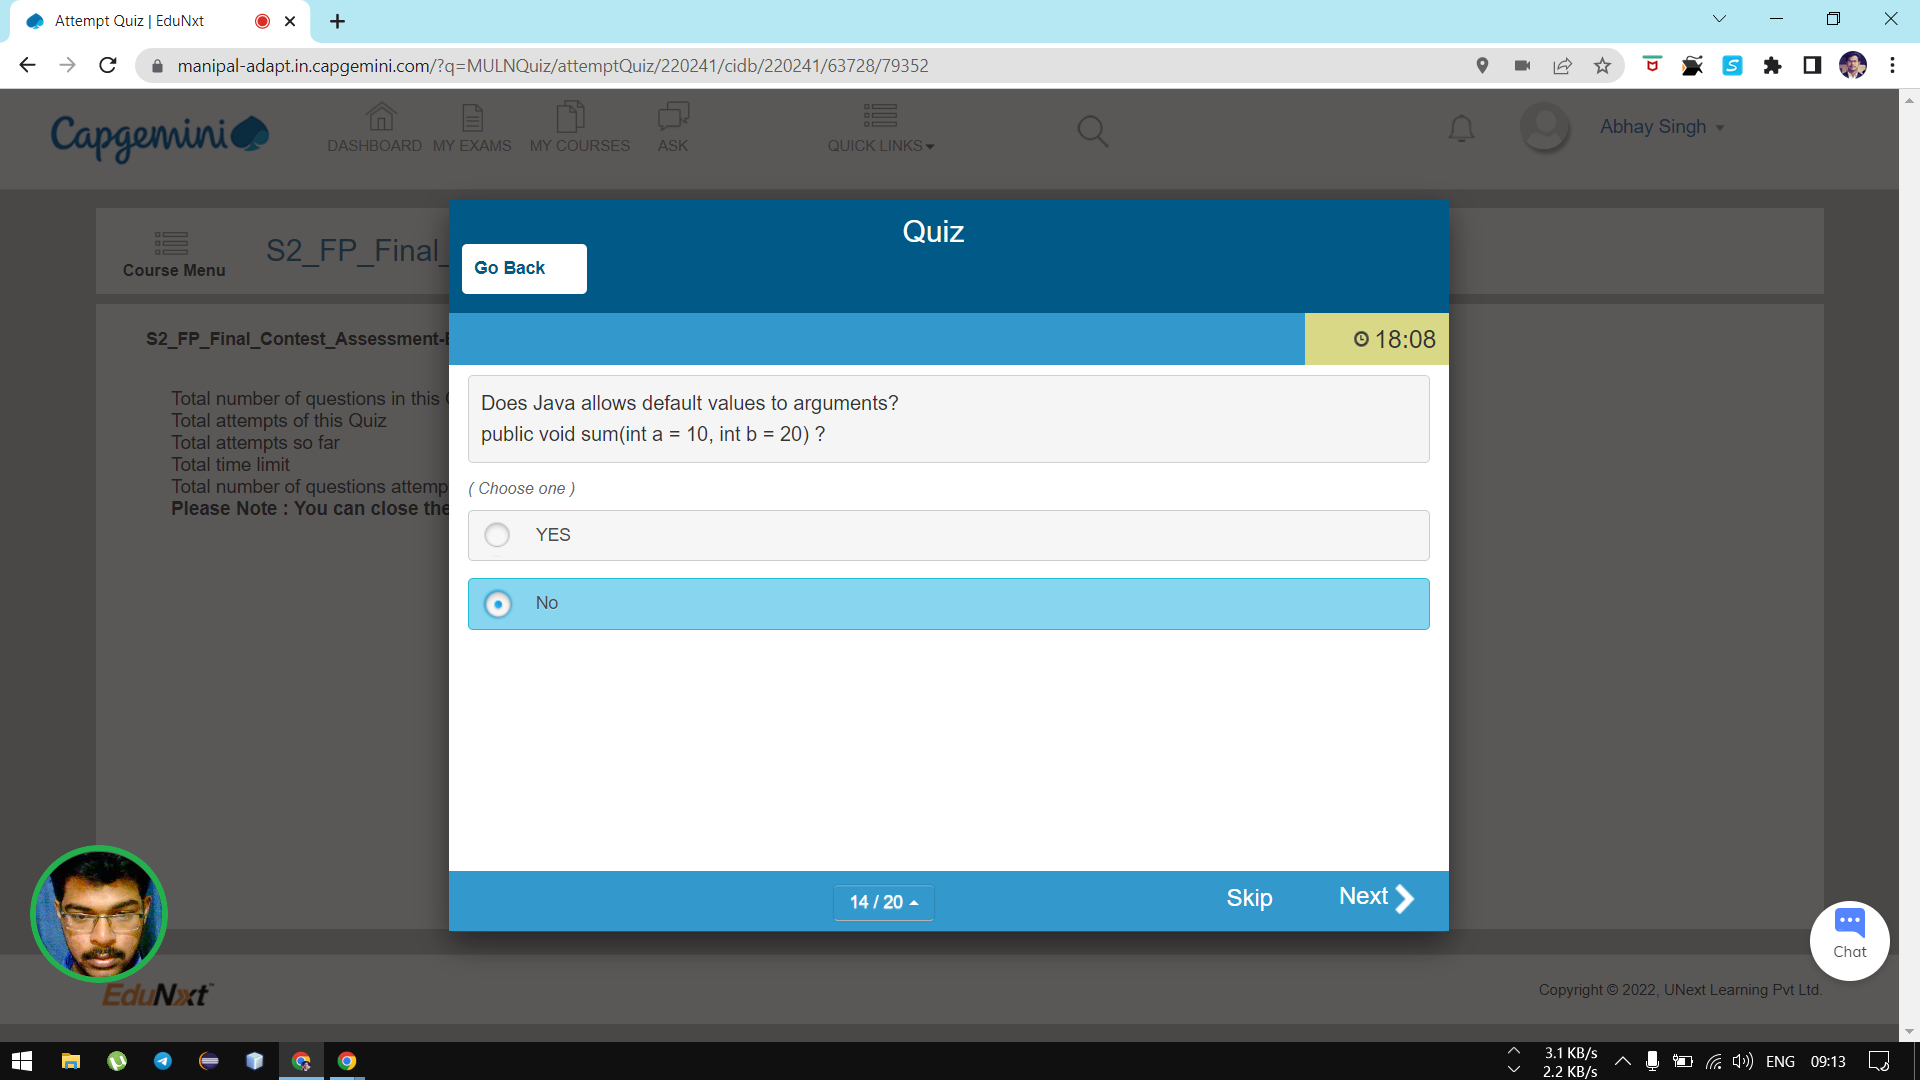 Attempt Quiz | EduNxt
manipal-adapt.in.capgemini.com/?q=MULNQuiz/attemptQuiz/220241/cidb/220241/63728/79352
Capgemini
DASHBOARD MY EXAMS MY COURSES ASK QUICK LINKS
Abhay Singh
Course Menu
S2_FP_Final_
Quiz
Go Back
18:08
S2_FP_Final_Contest_Assessment-
Total number of questions in this
Total attempts of this Quiz
Total attempts so far
Total time limit
Total number of questions attemp
Please Note : You can close the
Does Java allows default values to arguments?
public void sum(int a = 10, int b = 20) ?
( Choose one )
YES
No
14 / 20
Skip
Next
Chat
EduNxt
Copyright © 2022, UNext Learning Pvt Ltd.
3.1 KB/s
2.2 KB/s
ENG
09:13